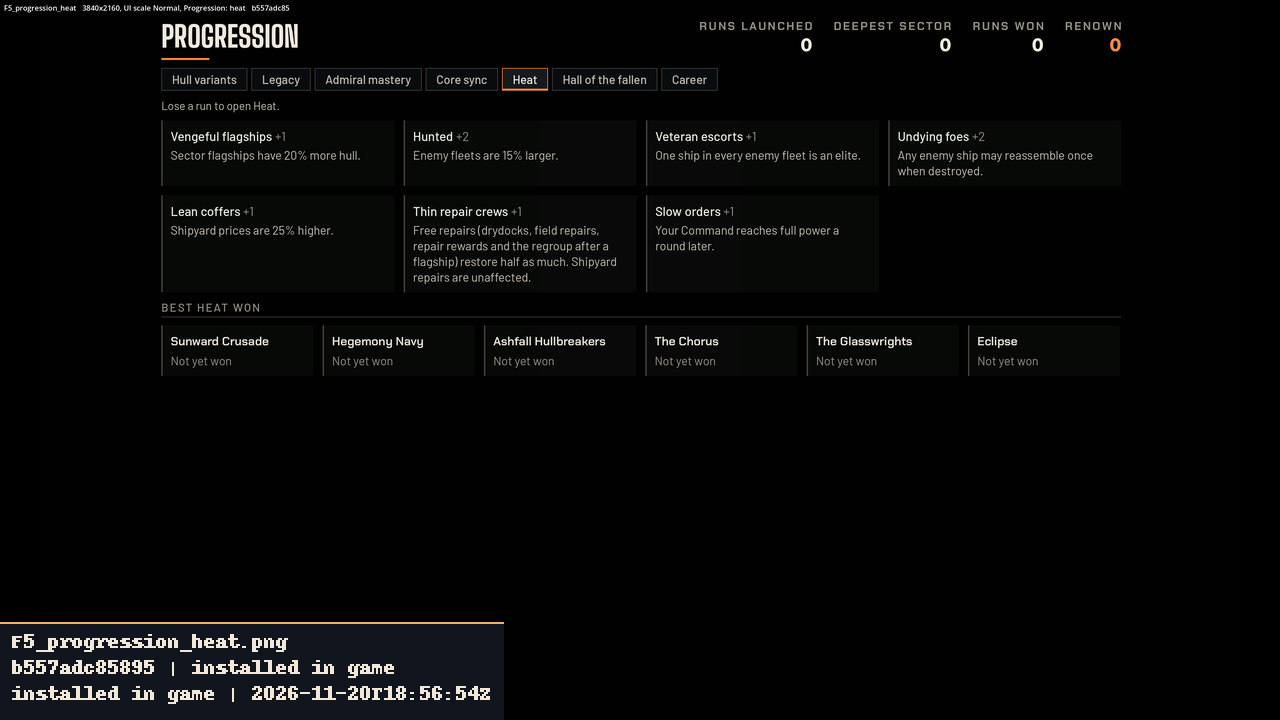 F5_progression_heat 3840x2160, UI scale Normal, Progression: heat b557adc85
PROGRESSION
RUNS LAUNCHED DEEPEST SECTOR RUNS WON RENOWN
0 0 0 0
Hull variants Legacy Admiral mastery Core sync Heat Hall of the fallen Career
Lose a run to open Heat.
Vengeful flagships +1
Sector flagships have 20% more hull.
Hunted +2
Enemy fleets are 15% larger.
Veteran escorts +1
One ship in every enemy fleet is an elite.
Undying foes +2
Any enemy ship may reassemble once
when destroyed.
Lean coffers +1
Shipyard prices are 25% higher.
Thin repair crews +1
Free repairs (drydocks, field repairs,
repair rewards and the regroup after a
flagship) restore half as much. Shipyard
repairs are unaffected.
Slow orders +1
Your Command reaches full power a
round later.
BEST HEAT WON
Sunward Crusade
Not yet won
Hegemony Navy
Not yet won
Ashfall Hullbreakers
Not yet won
The Chorus
Not yet won
The Glasswrights
Not yet won
Eclipse
Not yet won
F5_progression_heat.png
b557adc85895 | installed in game
installed in game | 2026-11-20T18:56:54Z